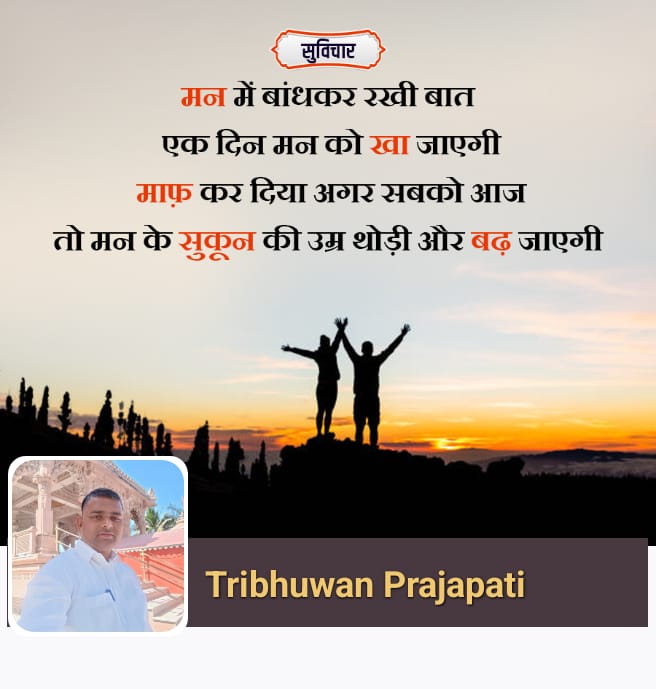 सुविचार
मन में बांधकर रखी बात
एक दिन मन को खा जाएगी
माफ़ कर दिया अगर सबको आज
तो मन के सुकून की उम्र थोड़ी और बढ़ जाएगी
Tribhuwan Prajapati